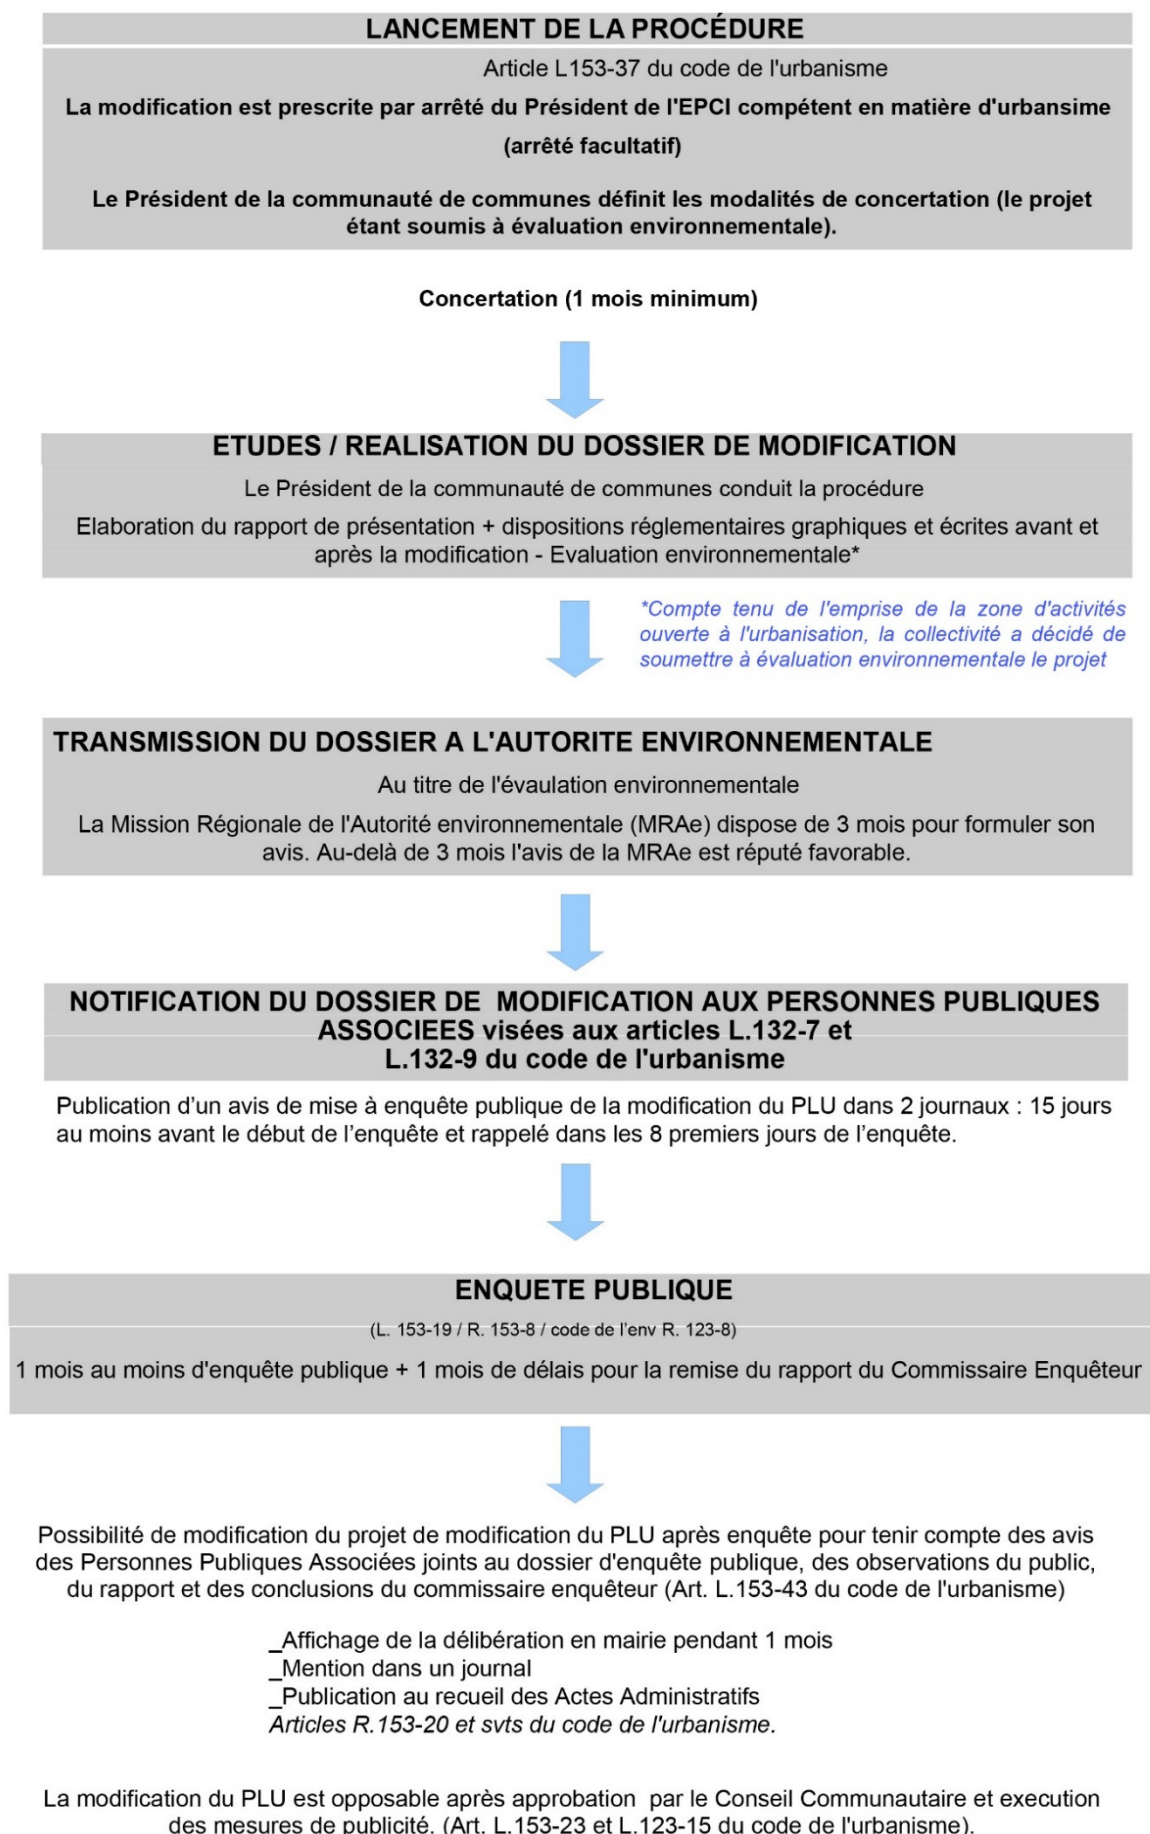 LANCEMENT DE LA PROCÉDURE
Article L153-37 du code de l'urbanisme
La modification est prescrite par arrêté du Président de l'EPCI compétent en matière d'urbansime
(arrêté facultatif)
Le Président de la communauté de communes définit les modalités de concertation (le projet
étant soumis à évaluation environnementale).
Concertation (1 mois minimum)
ETUDES / REALISATION DU DOSSIER DE MODIFICATION
Le Président de la communauté de communes conduit la procédure
Elaboration du rapport de présentation + dispositions réglementaires graphiques et écrites avant et
après la modification - Evaluation environnementale*
*Compte tenu de l'emprise de la zone d'activités
ouverte à l'urbanisation, la collectivité a décidé de
soumettre à évaluation environnementale le projet
TRANSMISSION DU DOSSIER A L'AUTORITE ENVIRONNEMENTALE
Au titre de l'évaulation environnementale
La Mission Régionale de l'Autorité environnementale (MRAe) dispose de 3 mois pour formuler son
avis. Au-delà de 3 mois l'avis de la MRAe est réputé favorable.
NOTIFICATION DU DOSSIER DE MODIFICATION AUX PERSONNES PUBLIQUES
ASSOCIEES visées aux articles L.132-7 et
L.132-9 du code de l'urbanisme
Publication d’un avis de mise à enquête publique de la modification du PLU dans 2 journaux : 15 jours
au moins avant le début de l’enquête et rappelé dans les 8 premiers jours de l’enquête.
ENQUETE PUBLIQUE
(L. 153-19 / R. 153-8 / code de l’env R. 123-8)
1 mois au moins d'enquête publique + 1 mois de délais pour la remise du rapport du Commissaire Enquêteur
Possibilité de modification du projet de modification du PLU après enquête pour tenir compte des avis
des Personnes Publiques Associées joints au dossier d'enquête publique, des observations du public,
du rapport et des conclusions du commissaire enquêteur (Art. L.153-43 du code de l'urbanisme)
_Affichage de la délibération en mairie pendant 1 mois
_Mention dans un journal
_Publication au recueil des Actes Administratifs
Articles R.153-20 et svts du code de l'urbanisme.
La modification du PLU est opposable après approbation par le Conseil Communautaire et execution
des mesures de publicité. (Art. L.153-23 et L.123-15 du code de l'urbanisme).